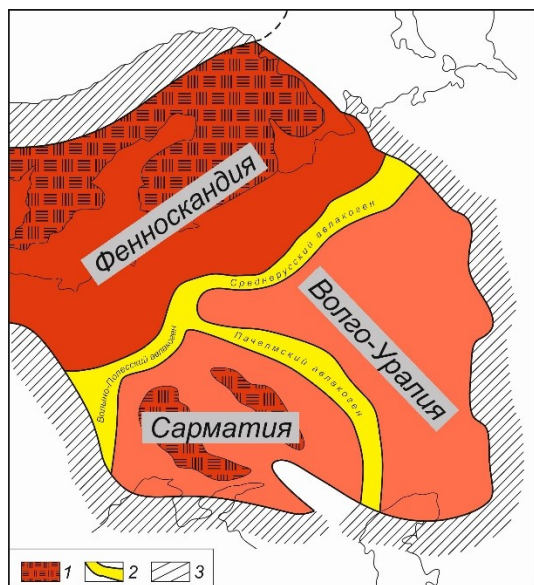 Фенноскандия
Среднерусский авлакоген
Волго-Уралия
Волыно-Полесский авлакоген
Пачелмский авлакоген
Сарматия
1 2 3